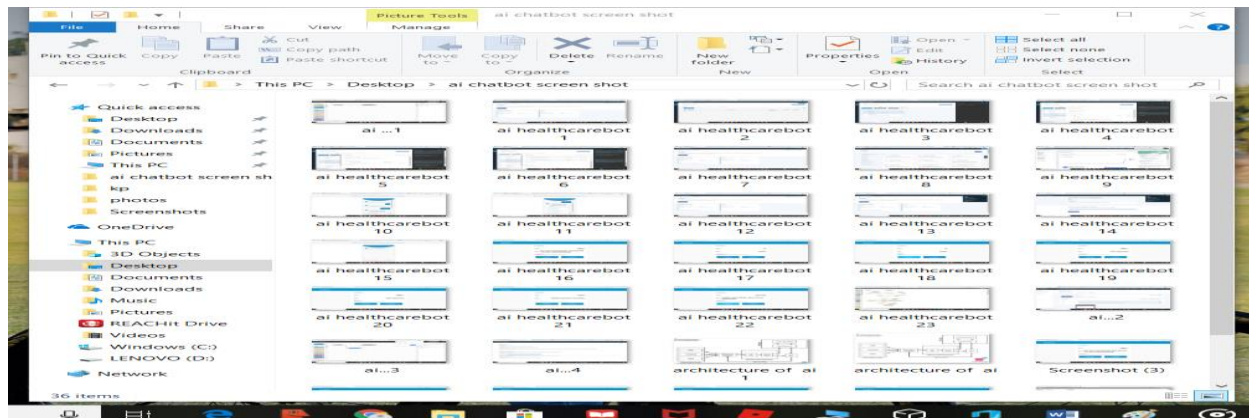 Picture Tools
ai chatbot screen shot
File
Home
Share
View
Manage
Pin to Quick access
Copy
Paste
Cut
Copy path
Paste shortcut
Clipboard
Move to
Copy to
Delete
Rename
Organize
New folder
New
Properties
Open
Edit
History
Open
Select all
Select none
Invert selection
Select
This PC > Desktop > ai chatbot screen shot
Search ai chatbot screen shot
Quick access
Desktop
Downloads
Documents
Pictures
This PC
ai chatbot screen sh
kp
photos
Screenshots
OneDrive
This PC
3D Objects
Desktop
Documents
Downloads
Music
Pictures
REACHit Drive
Videos
Windows (C:)
LENOVO (D:)
Network
ai ...1
ai healthcarebot 1
ai healthcarebot 2
ai healthcarebot 3
ai healthcarebot 4
ai healthcarebot 5
ai healthcarebot 6
ai healthcarebot 7
ai healthcarebot 8
ai healthcarebot 9
ai healthcarebot 10
ai healthcarebot 11
ai healthcarebot 12
ai healthcarebot 13
ai healthcarebot 14
ai healthcarebot 15
ai healthcarebot 16
ai healthcarebot 17
ai healthcarebot 18
ai healthcarebot 19
ai healthcarebot 20
ai healthcarebot 21
ai healthcarebot 22
ai healthcarebot 23
ai...2
ai...3
ai...4
architecture of ai 1
architecture of ai
Screenshot (3)
36 items